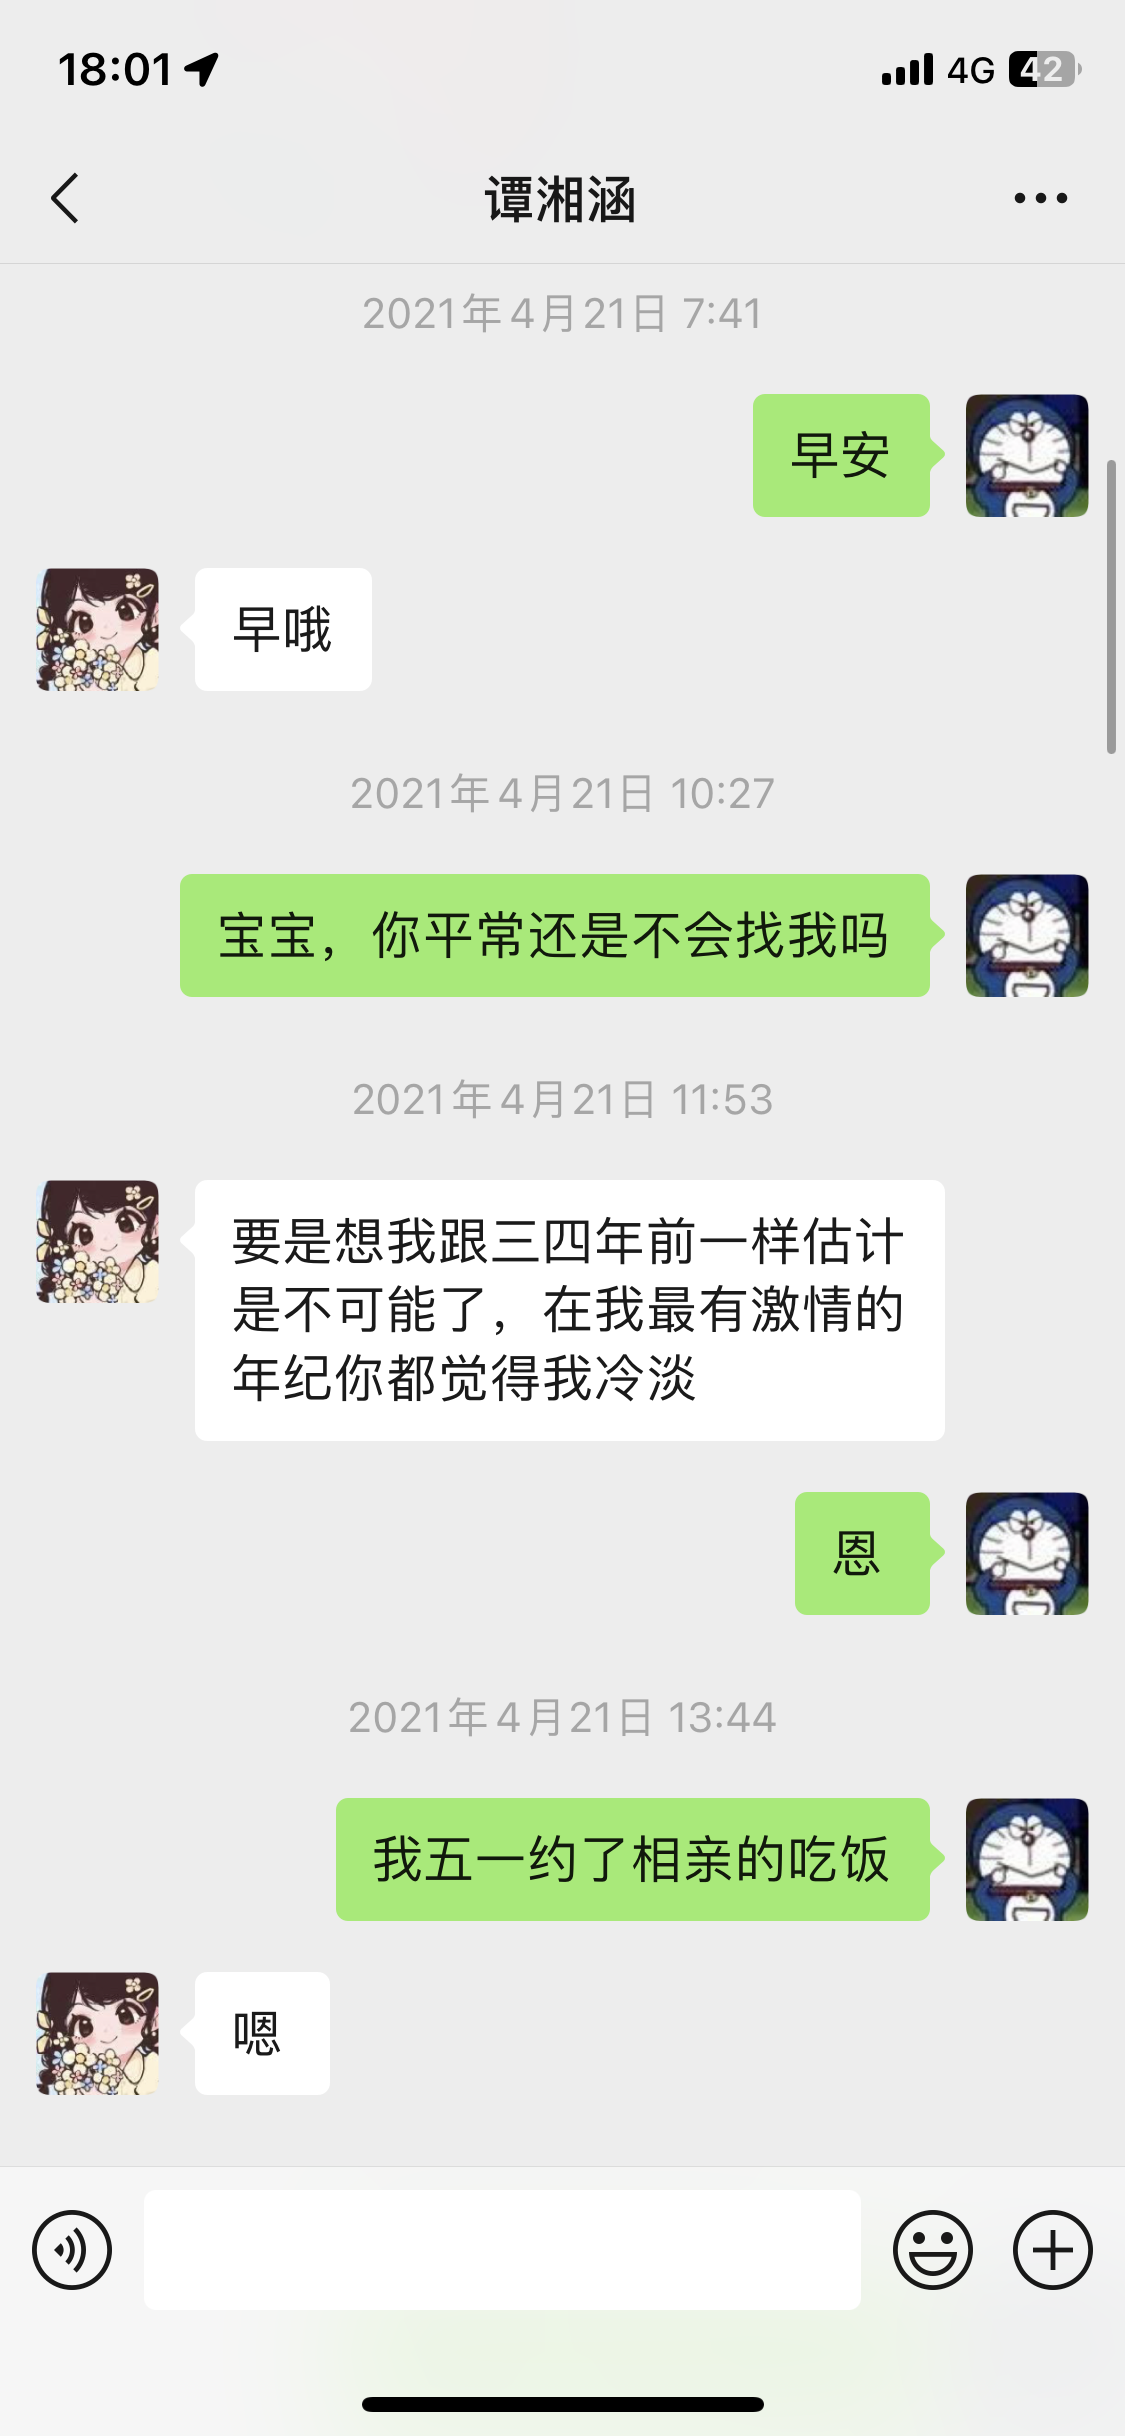 18:01
4G
42
谭湘涵
2021年4月21日 7:41
早安
早哦
2021年4月21日 10:27
宝宝，你平常还是不会找我吗
2021年4月21日 11:53
要是想我跟三四年前一样估计
是不可能了，在我最有激情的
年纪你都觉得我冷淡
恩
2021年4月21日 13:44
我五一约了相亲的吃饭
嗯